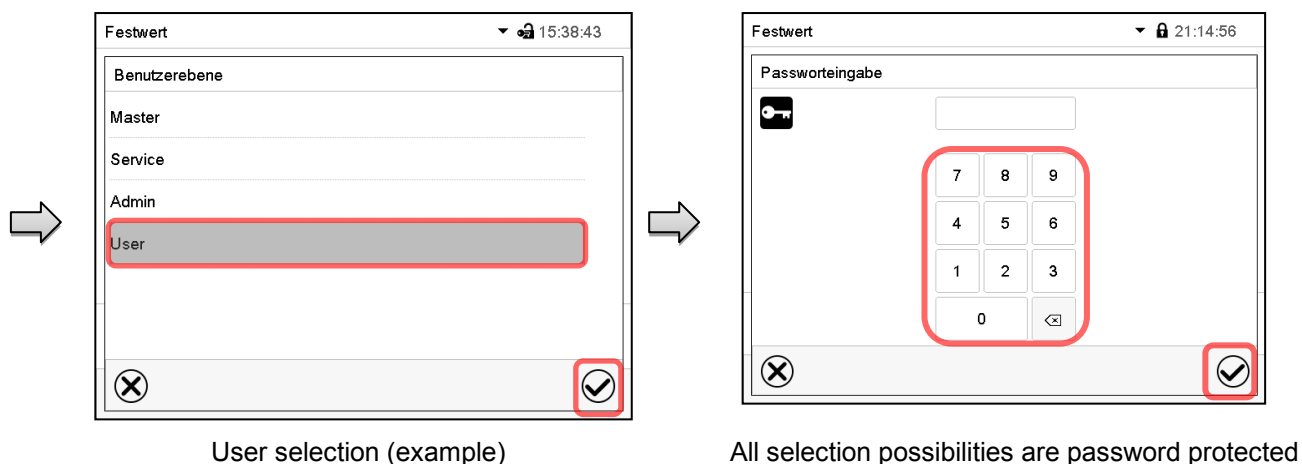 Festwert 15:38:43
Benutzerebene
Master
Service
Admin
User
User selection (example)
Festwert 21:14:56
Passworteingabe
7 8 9
4 5 6
1 2 3
0
All selection possibilities are password protected